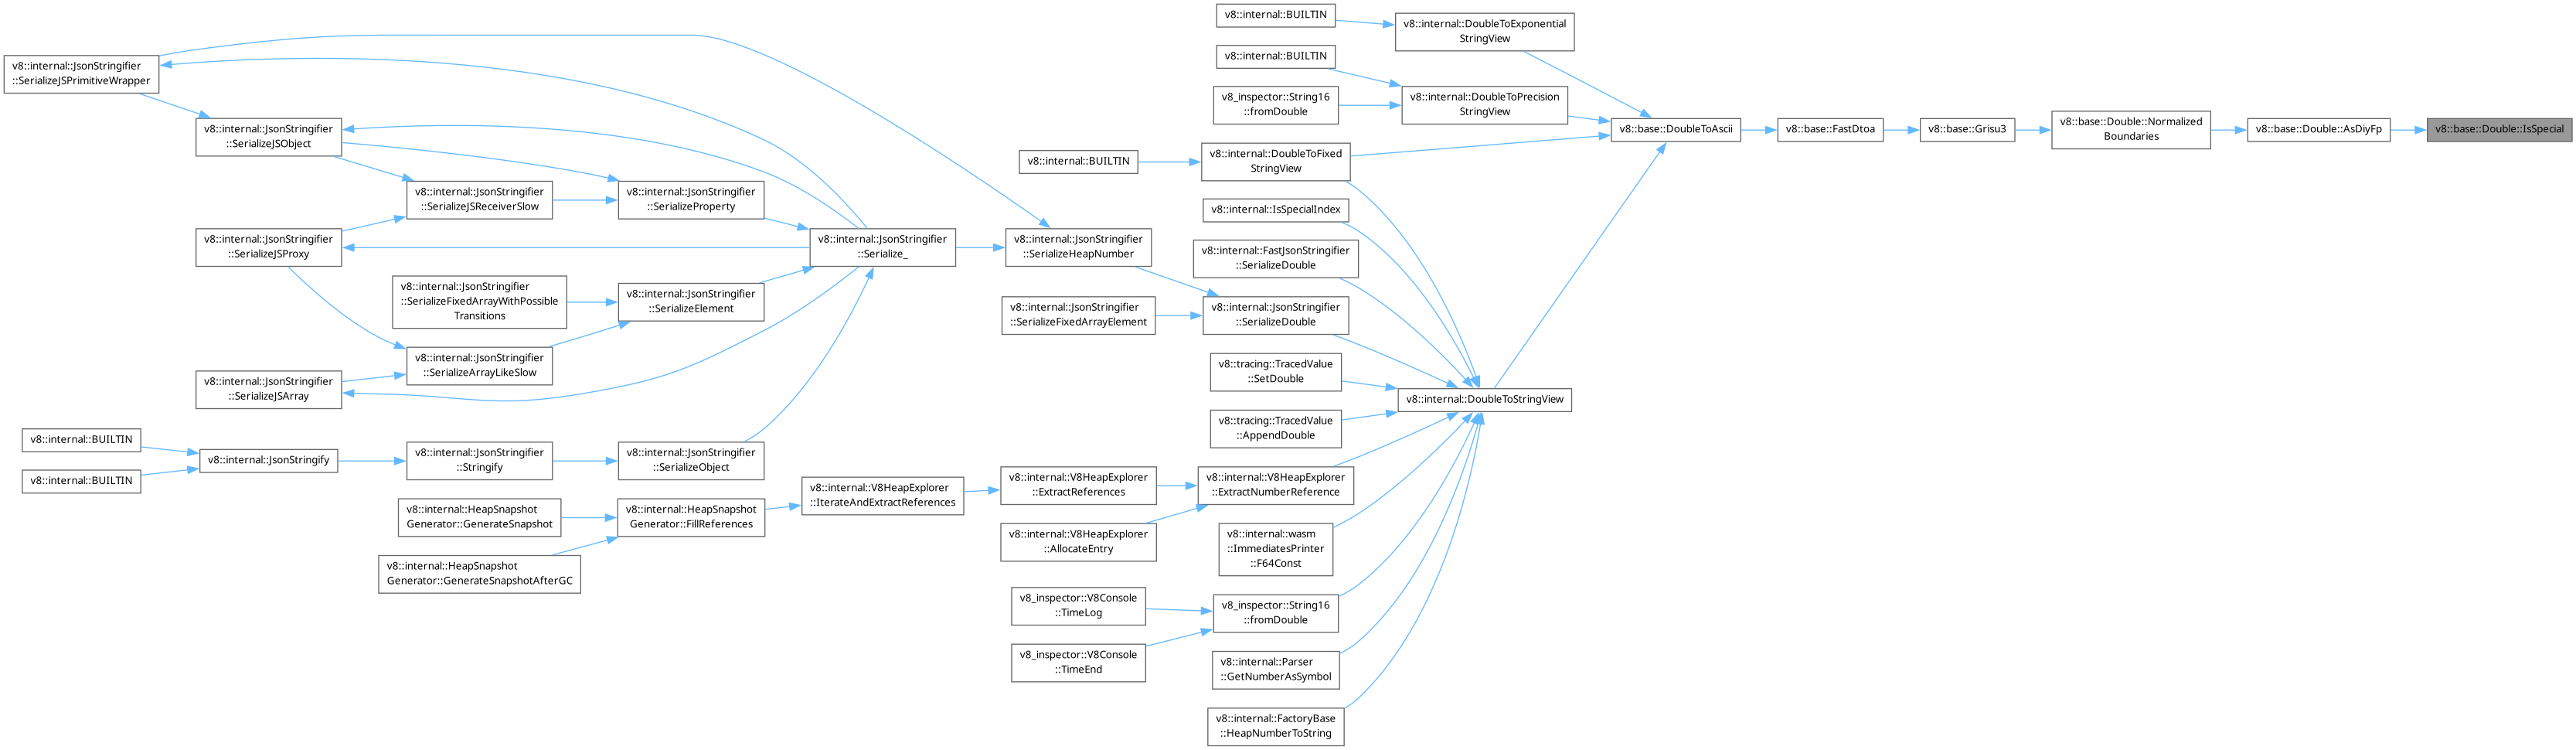 v8::internal::JsonStringifier
::SerializeJSPrimitiveWrapper
v8::internal::JsonStringifier
::SerializeJSObject
v8::internal::JsonStringifier
::SerializeJSProxy
v8::internal::JsonStringifier
::SerializeJSArray
v8::internal::BUILTIN
v8::internal::BUILTIN
v8::internal::JsonStringify
v8::internal::JsonStringifier
::SerializeJSReceiverSlow
v8::internal::JsonStringifier
::SerializeFixedArrayWithPossible
Transitions
v8::internal::JsonStringifier
::SerializeArrayLikeSlow
v8::internal::JsonStringifier
::Stringify
v8::internal::HeapSnapshot
Generator::GenerateSnapshot
v8::internal::HeapSnapshot
Generator::GenerateSnapshotAfterGC
v8::internal::JsonStringifier
::SerializeProperty
v8::internal::JsonStringifier
::SerializeElement
v8::internal::JsonStringifier
::SerializeObject
v8::internal::HeapSnapshot
Generator::FillReferences
v8::internal::JsonStringifier
::Serialize_
v8::internal::V8HeapExplorer
::IterateAndExtractReferences
v8::internal::BUILTIN
v8::internal::JsonStringifier
::SerializeHeapNumber
v8::internal::JsonStringifier
::SerializeFixedArrayElement
v8::internal::V8HeapExplorer
::ExtractReferences
v8::internal::V8HeapExplorer
::AllocateEntry
v8_inspector::V8Console
::TimeLog
v8_inspector::V8Console
::TimeEnd
v8::internal::BUILTIN
v8::internal::BUILTIN
v8_inspector::String16
::fromDouble
v8::internal::DoubleToFixed
StringView
v8::internal::IsSpecialIndex
v8::internal::FastJsonStringifier
::SerializeDouble
v8::internal::JsonStringifier
::SerializeDouble
v8::tracing::TracedValue
::SetDouble
v8::tracing::TracedValue
::AppendDouble
v8::internal::V8HeapExplorer
::ExtractNumberReference
v8::internal::wasm
::ImmediatesPrinter
::F64Const
v8_inspector::String16
::fromDouble
v8::internal::Parser
::GetNumberAsSymbol
v8::internal::FactoryBase
::HeapNumberToString
v8::internal::DoubleToExponential
StringView
v8::internal::DoubleToPrecision
StringView
v8::internal::DoubleToStringView
v8::base::DoubleToAscii
v8::base::FastDtoa
v8::base::Grisu3
v8::base::Double::Normalized
Boundaries
v8::base::Double::AsDiyFp
v8::base::Double::IsSpecial